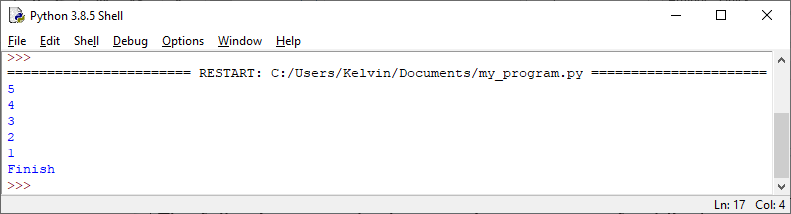 Python 3.8.5 Shell
File Edit Shell Debug Options Window Help
>>>
======================= RESTART: C:/Users/Kelvin/Documents/my_program.py ======================
5
4
3
2
1
Finish
>>>
Ln: 17 Col: 4